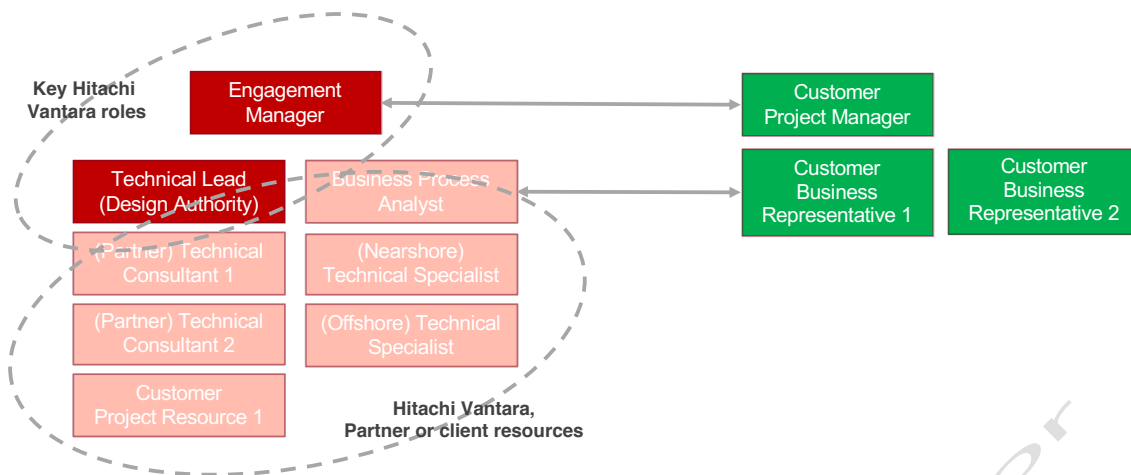 Key Hitachi
Vantara roles
Engagement
Manager
Customer
Project Manager
Technical Lead
(Design Authority)
Business Process
Analyst
Customer
Business
Representative 1
Customer
Business
Representative 2
(Partner) Technical
Consultant 1
(Nearshore)
Technical Specialist
(Partner) Technical
Consultant 2
(Offshore) Technical
Specialist
Customer
Project Resource 1
Hitachi Vantara,
Partner or client resources
or